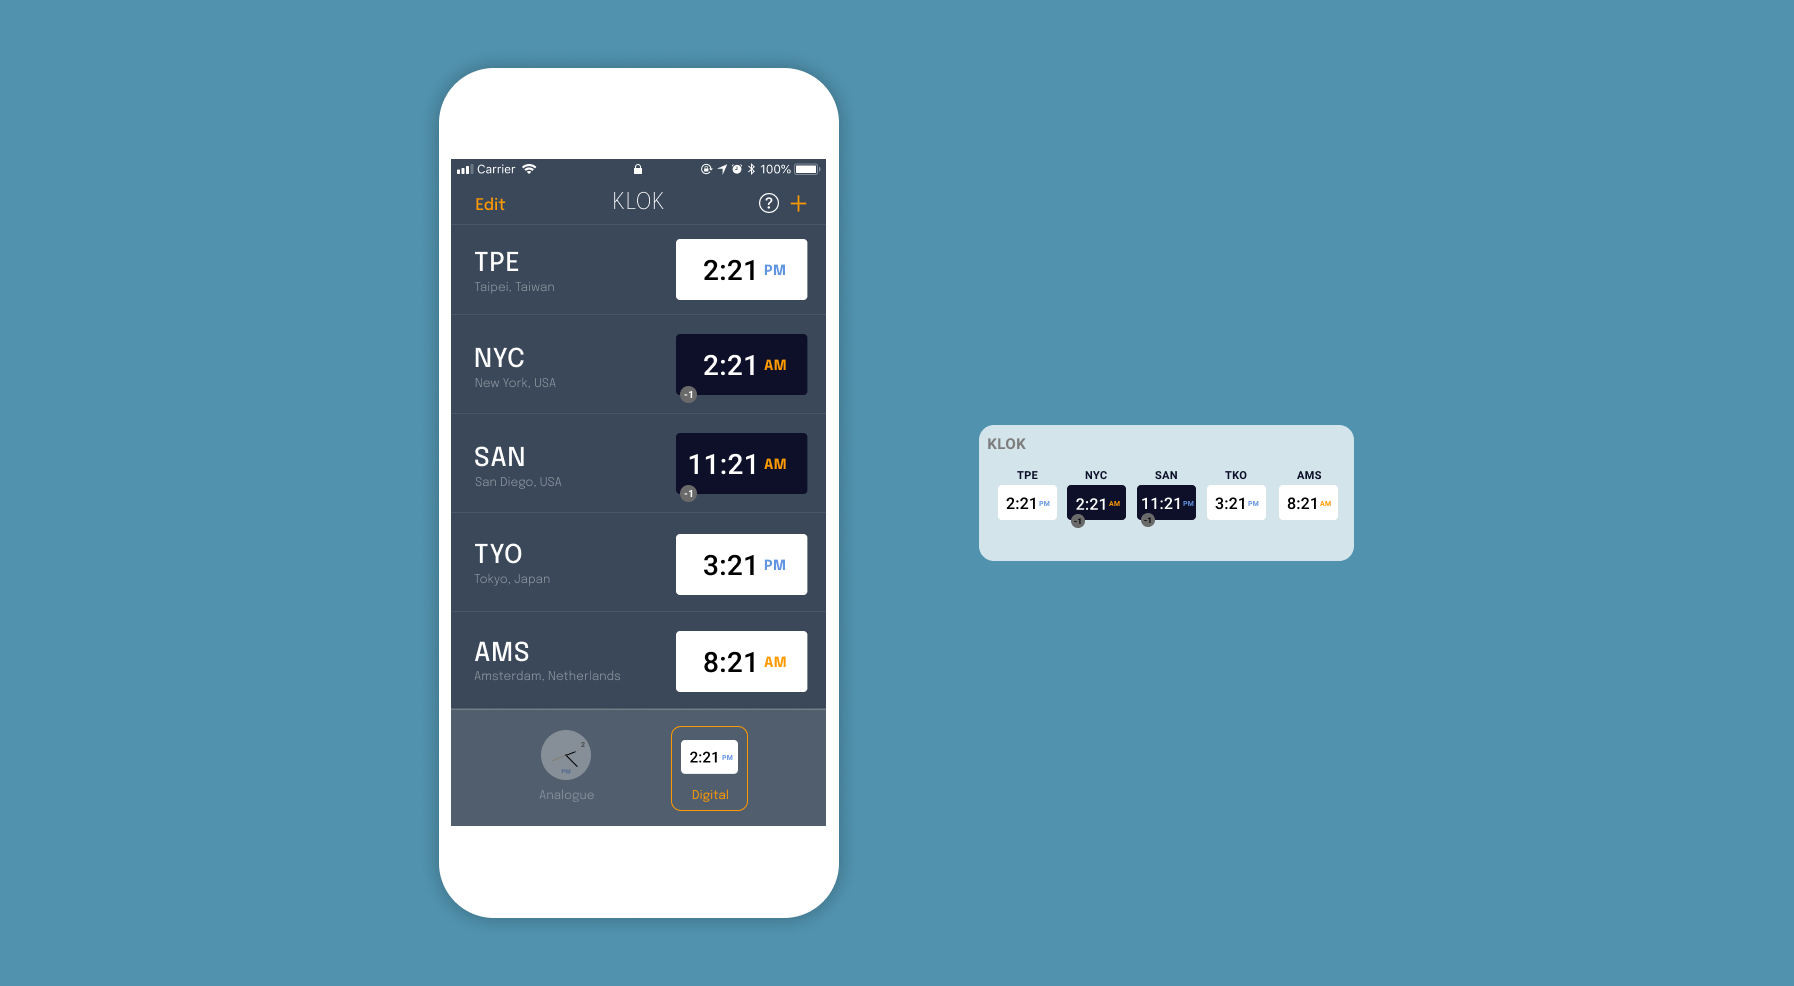 Carrier 100%
Edit KLOK ? +
TPE
Taipei, Taiwan
2:21 PM
NYC
New York, USA
2:21 AM
-1
SAN
San Diego, USA
11:21 AM
-1
TYO
Tokyo, Japan
3:21 PM
AMS
Amsterdam, Netherlands
8:21 AM
2
PM
Analogue
2:21 PM
Digital
KLOK
TPE NYC SAN TKO AMS
2:21 PM 2:21 AM 11:21 PM 3:21 PM 8:21 AM
-1 -1